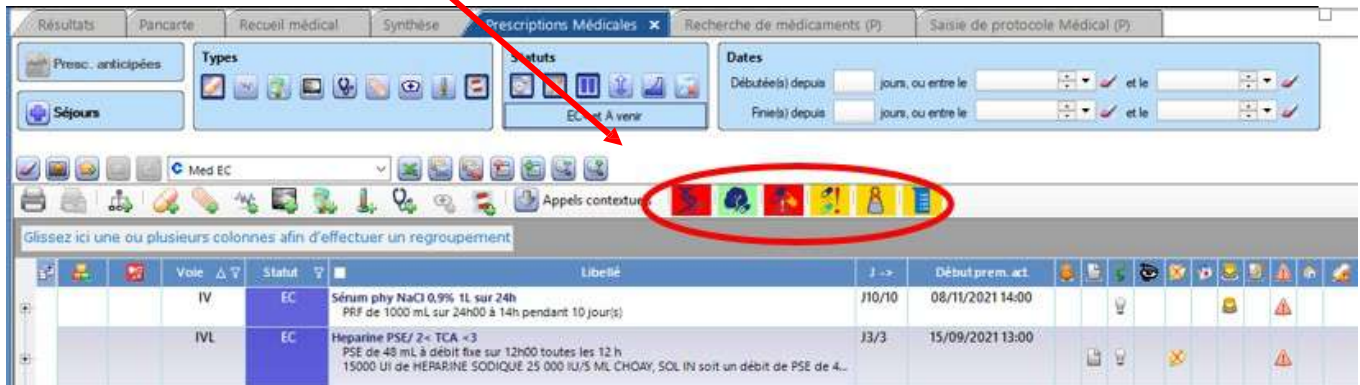 Résultats Pancarte Recueil médical Synthèse Prescriptions Médicales × Recherche de médicaments (P) Saisie de protocole Médical (P)
Presc. anticipées
Types
Statuts
Dates
Débutée(s) depuis jours, ou entre le et le
Séjours
EC et A venir
Finie(s) depuis jours, ou entre le et le
Med EC
Appels contextuels
Glissez ici une ou plusieurs colonnes afin d'effectuer un regroupement
Voie Statut Libellé J -> Début prem. act.
IV EC Sérum phy NaCl 0,9% 1L sur 24h J10/10 08/11/2021 14:00
PRF de 1000 mL sur 24h00 à 14h pendant 10 jour(s)
IVL EC Heparine PSE/ 2< TCA <3 J3/3 15/09/2021 13:00
PSE de 48 mL à débit fixe sur 12h00 toutes les 12 h
15000 UI de HEPARINE SODIQUE 25 000 IU/5 ML CHOAY, SOL IN soit un débit de PSE de 4...